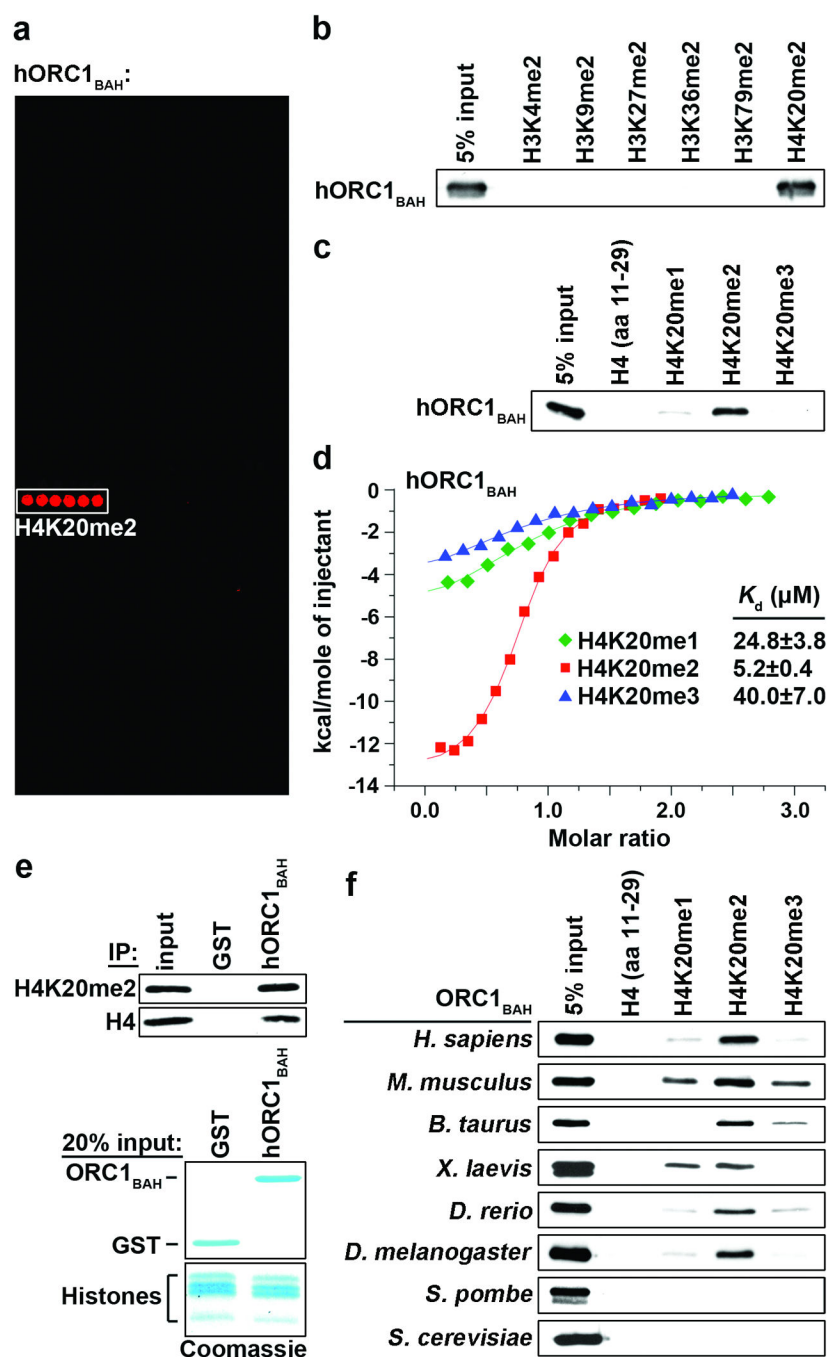 a
hORC1BAH:
H4K20me2
b
5% input
H3K4me2
H3K9me2
H3K27me2
H3K36me2
H3K79me2
H4K20me2
hORC1BAH
c
5% input
H4 (aa 11-29)
H4K20me1
H4K20me2
H4K20me3
hORC1BAH
d
hORC1BAH
kcal/mole of injectant
0
-2
-4
-6
-8
-10
-12
-14
0.0 1.0 2.0 3.0
Molar ratio
Kd (µM)
H4K20me1 24.8±3.8
H4K20me2 5.2±0.4
H4K20me3 40.0±7.0
e
IP:
input
GST
hORC1BAH
H4K20me2
H4
20% input:
GST
hORC1BAH
ORC1BAH –
GST –
Histones
Coomassie
f
ORC1BAH
5% input
H4 (aa 11-29)
H4K20me1
H4K20me2
H4K20me3
H. sapiens
M. musculus
B. taurus
X. laevis
D. rerio
D. melanogaster
S. pombe
S. cerevisiae